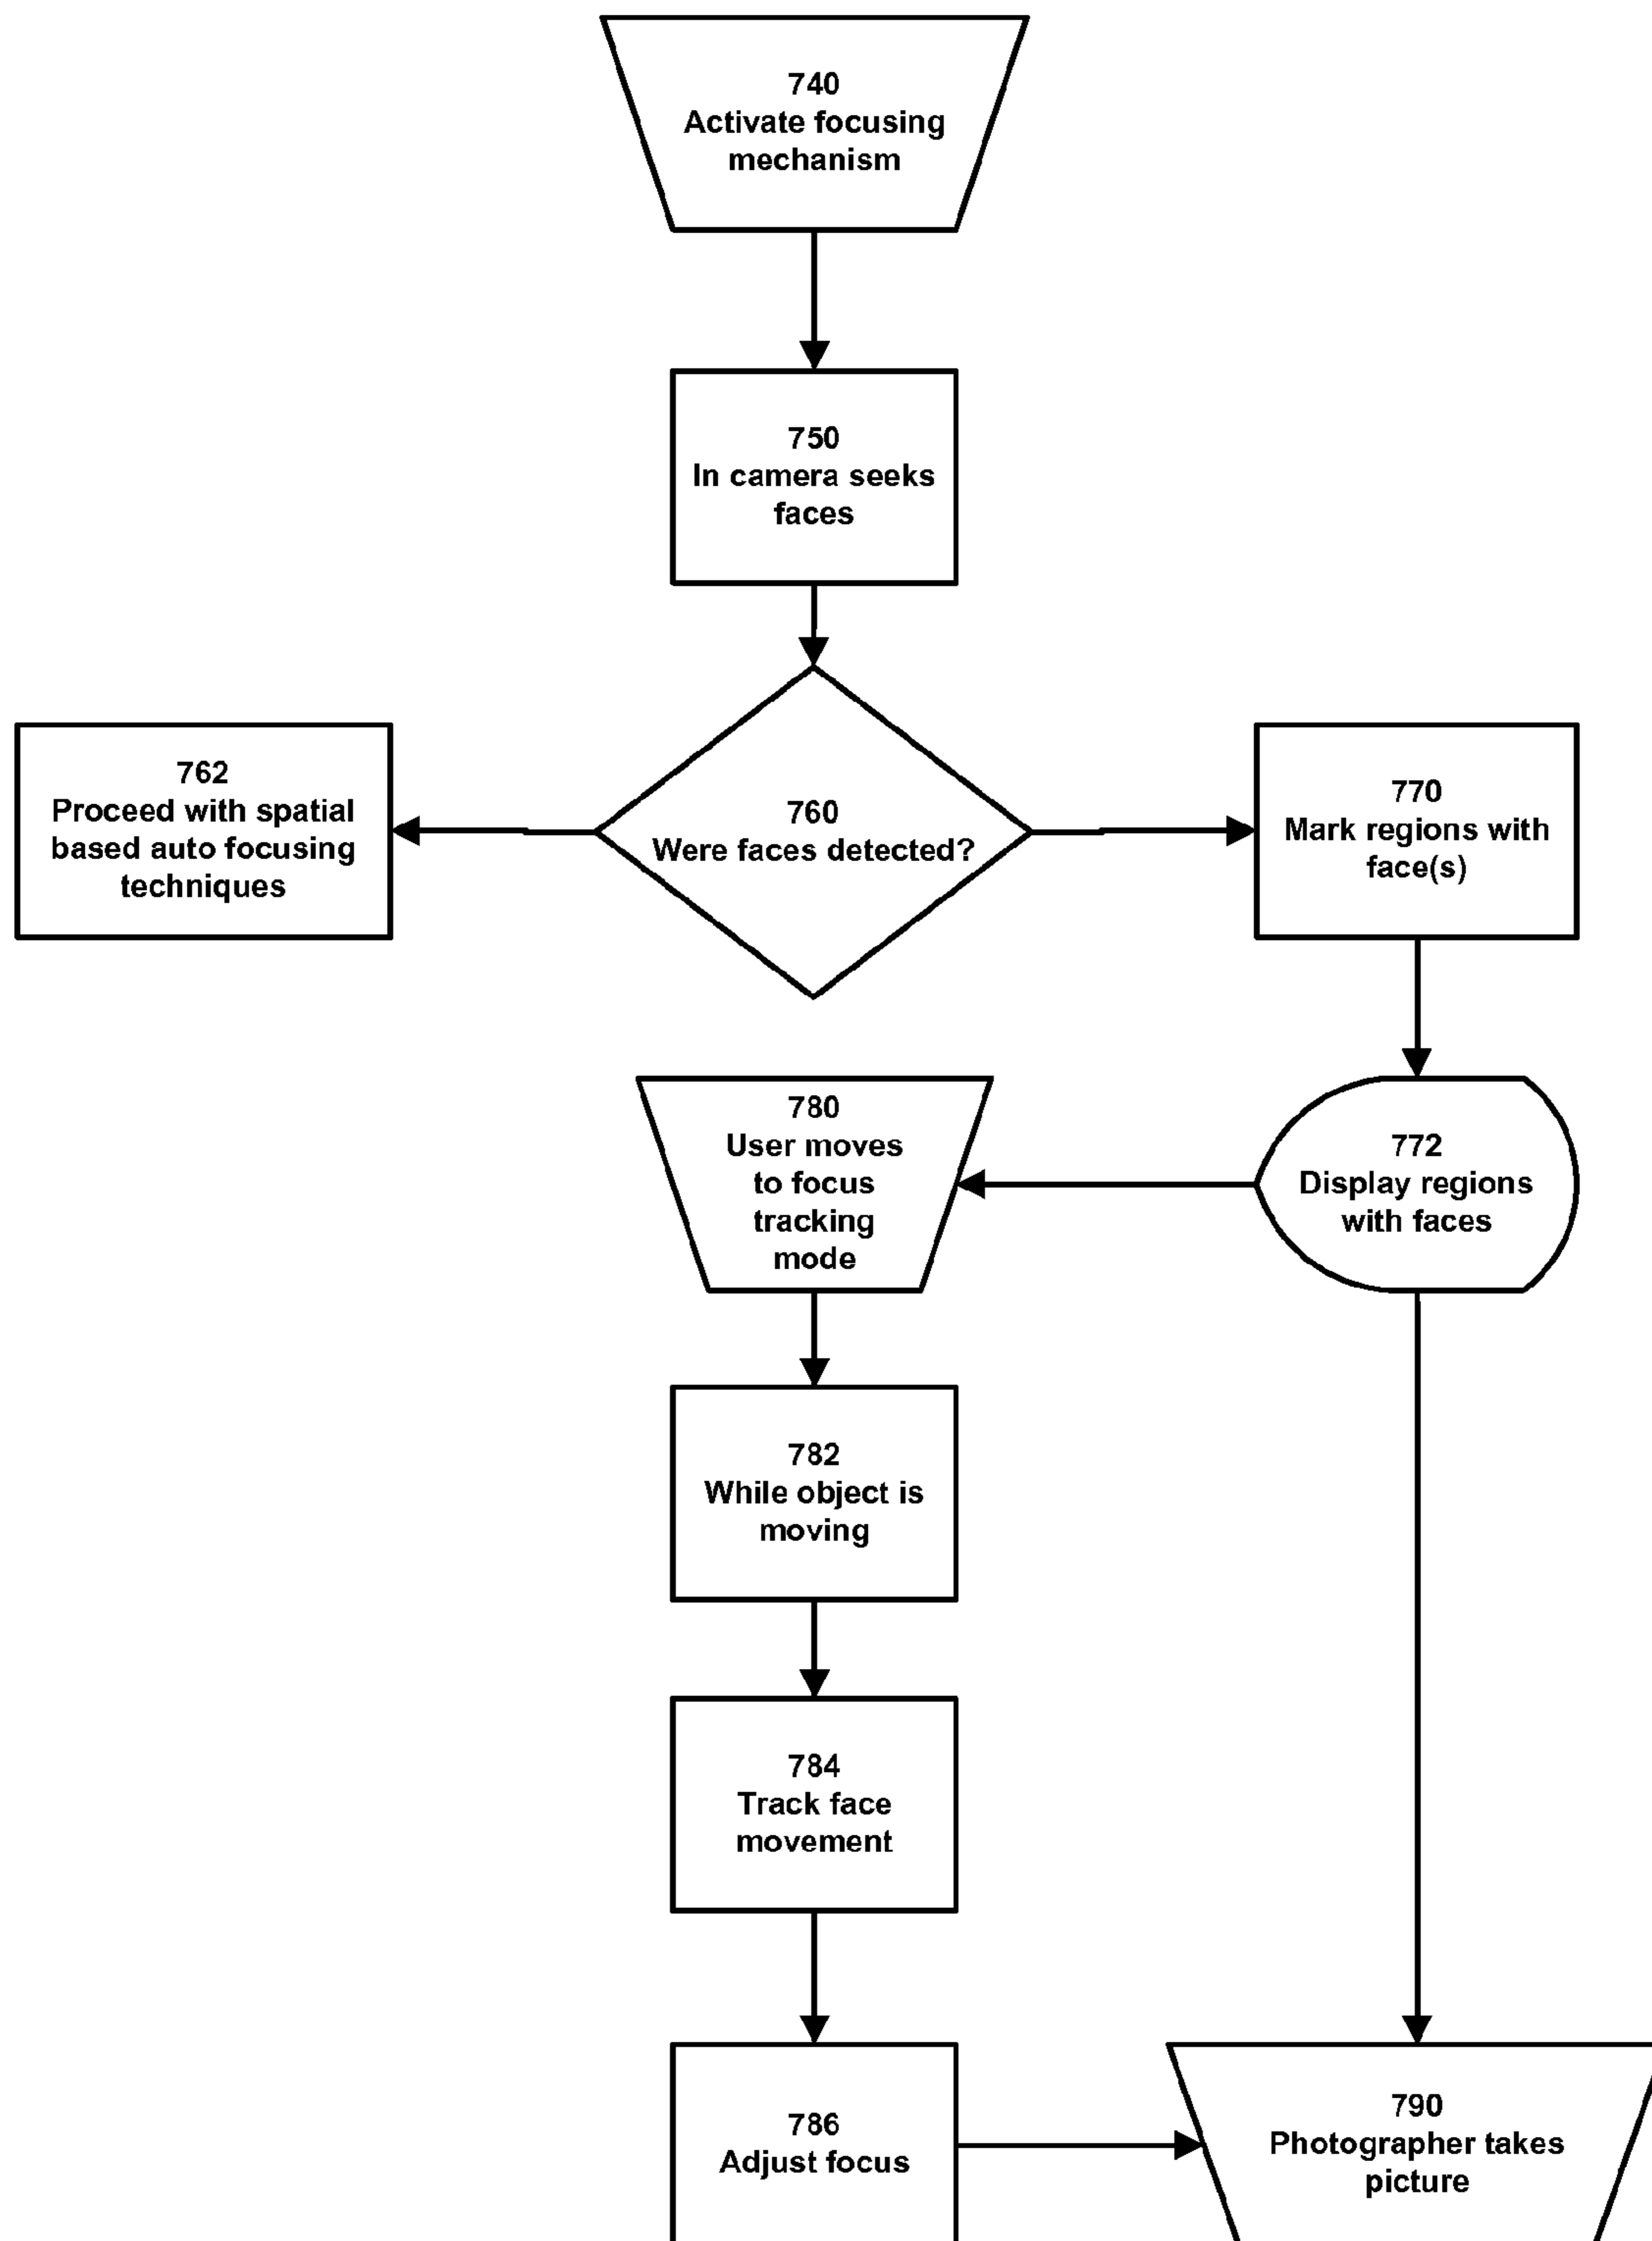 740
Activate focusing
mechanism
750
In camera seeks
faces
760
Were faces detected?
762
Proceed with spatial
based auto focusing
techniques
770
Mark regions with
face(s)
772
Display regions
with faces
780
User moves
to focus
tracking
mode
782
While object is
moving
784
Track face
movement
786
Adjust focus
790
Photographer takes
picture